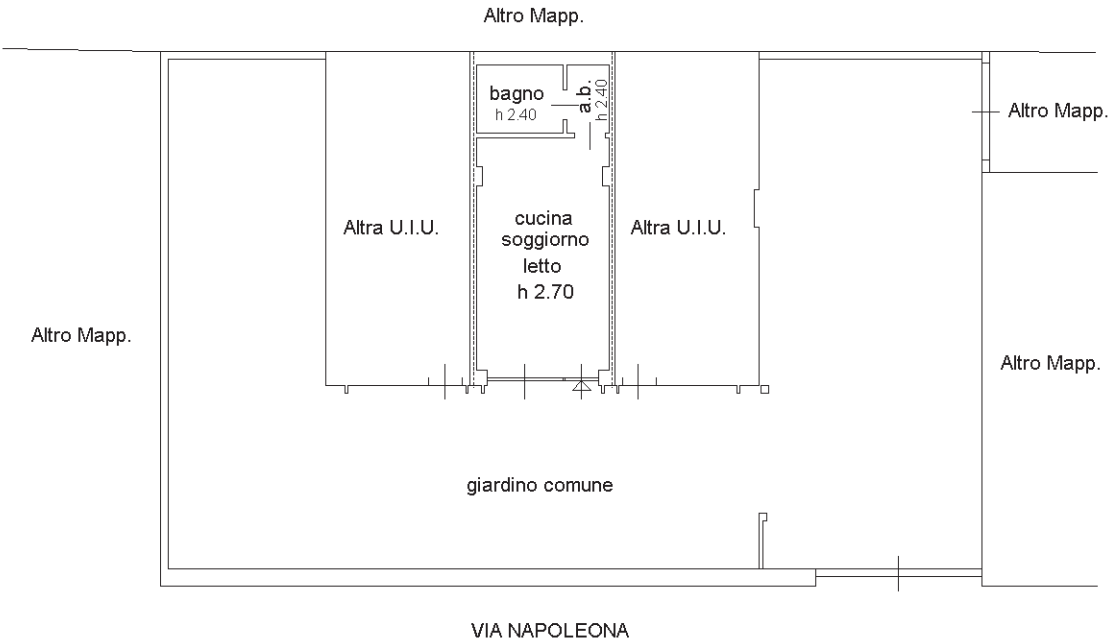 Altro Mapp.
bagno
h 2.40
a.b.
h 2.40
Altro Mapp.
Altra U.I.U.
cucina
soggiorno
letto
h 2.70
Altra U.I.U.
Altro Mapp.
Altro Mapp.
giardino comune
VIA NAPOLEONA